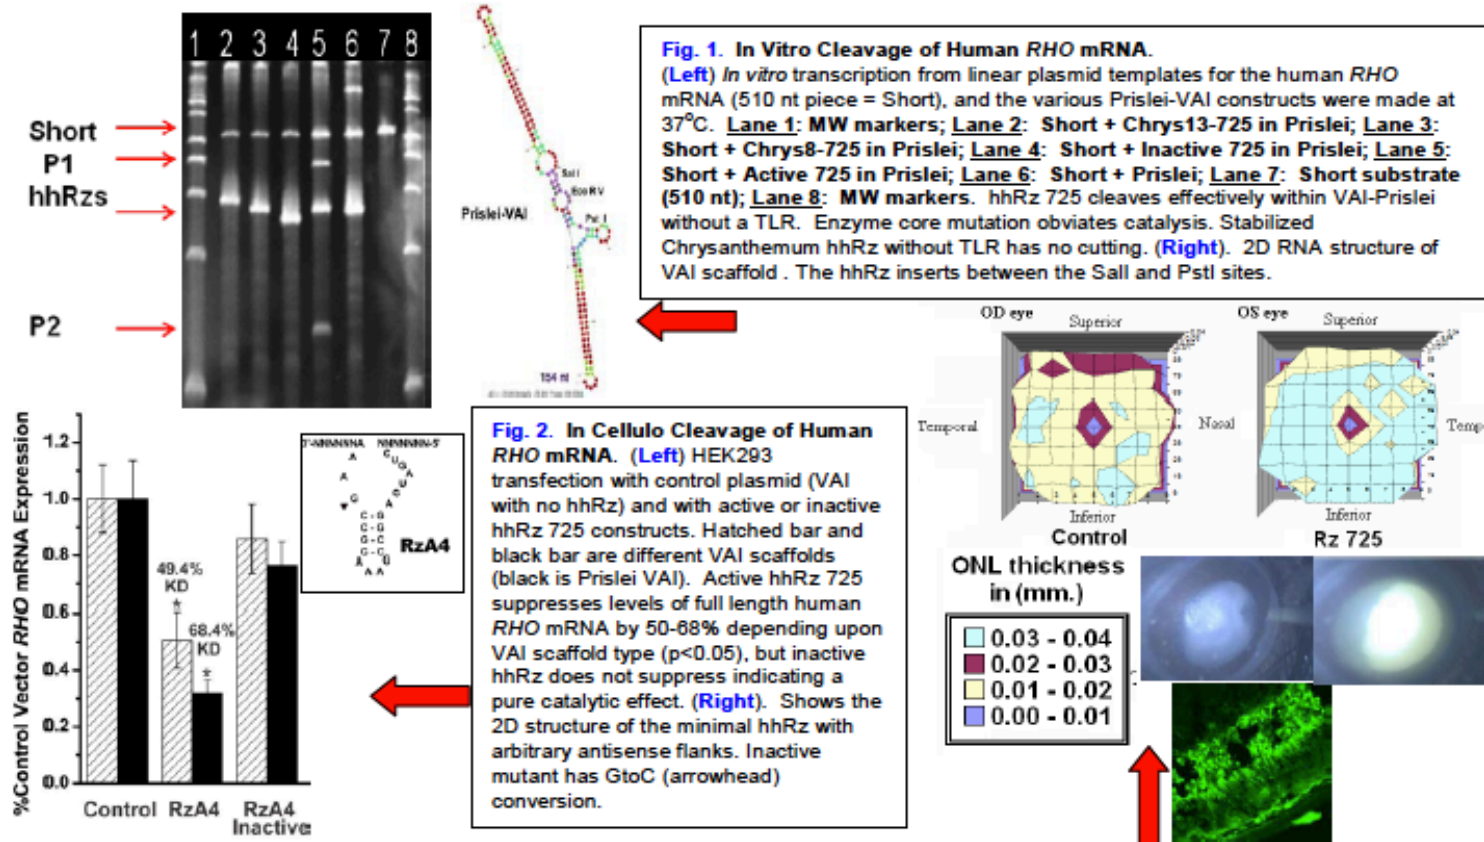 1 2 3 4 5 6 7 8
Short
P1
hhRzs
P2
Sal I
Eco R V
Pst I
Prislei-VAI
154 nt
Fig. 1. In Vitro Cleavage of Human RHO mRNA.
(Left) In vitro transcription from linear plasmid templates for the human RHO
mRNA (510 nt piece = Short), and the various Prislei-VAI constructs were made at
37°C. Lane 1: MW markers; Lane 2: Short + Chrys13-725 in Prislei; Lane 3:
Short + Chrys8-725 in Prislei; Lane 4: Short + Inactive 725 in Prislei; Lane 5:
Short + Active 725 in Prislei; Lane 6: Short + Prislei; Lane 7: Short substrate
(510 nt); Lane 8: MW markers. hhRz 725 cleaves effectively within VAI-Prislei
without a TLR. Enzyme core mutation obviates catalysis. Stabilized
Chrysanthemum hhRz without TLR has no cutting. (Right). 2D RNA structure of
VAI scaffold . The hhRz inserts between the SalI and PstI sites.
%Control Vector RHO mRNA Expression
1.2
1.0
0.8
0.6
0.4
0.2
0.0
49.4%
KD
*
68.4%
KD
*
Control RzA4 RzA4
Inactive
3'-NNNNNNA NNNNNNN-5'
RzA4
Fig. 2. In Cellulo Cleavage of Human
RHO mRNA. (Left) HEK293
transfection with control plasmid (VAI
with no hhRz) and with active or inactive
hhRz 725 constructs. Hatched bar and
black bar are different VAI scaffolds
(black is Prislei VAI). Active hhRz 725
suppresses levels of full length human
RHO mRNA by 50-68% depending upon
VAI scaffold type (p<0.05), but inactive
hhRz does not suppress indicating a
pure catalytic effect. (Right). Shows the
2D structure of the minimal hhRz with
arbitrary antisense flanks. Inactive
mutant has GtoC (arrowhead)
conversion.
OD eye
Superior
OS eye
Superior
Temporal
Nasal
Tempo
Inferior
Inferior
Control
Rz 725
ONL thickness
in (mm.)
0.03 - 0.04
0.02 - 0.03
0.01 - 0.02
0.00 - 0.01